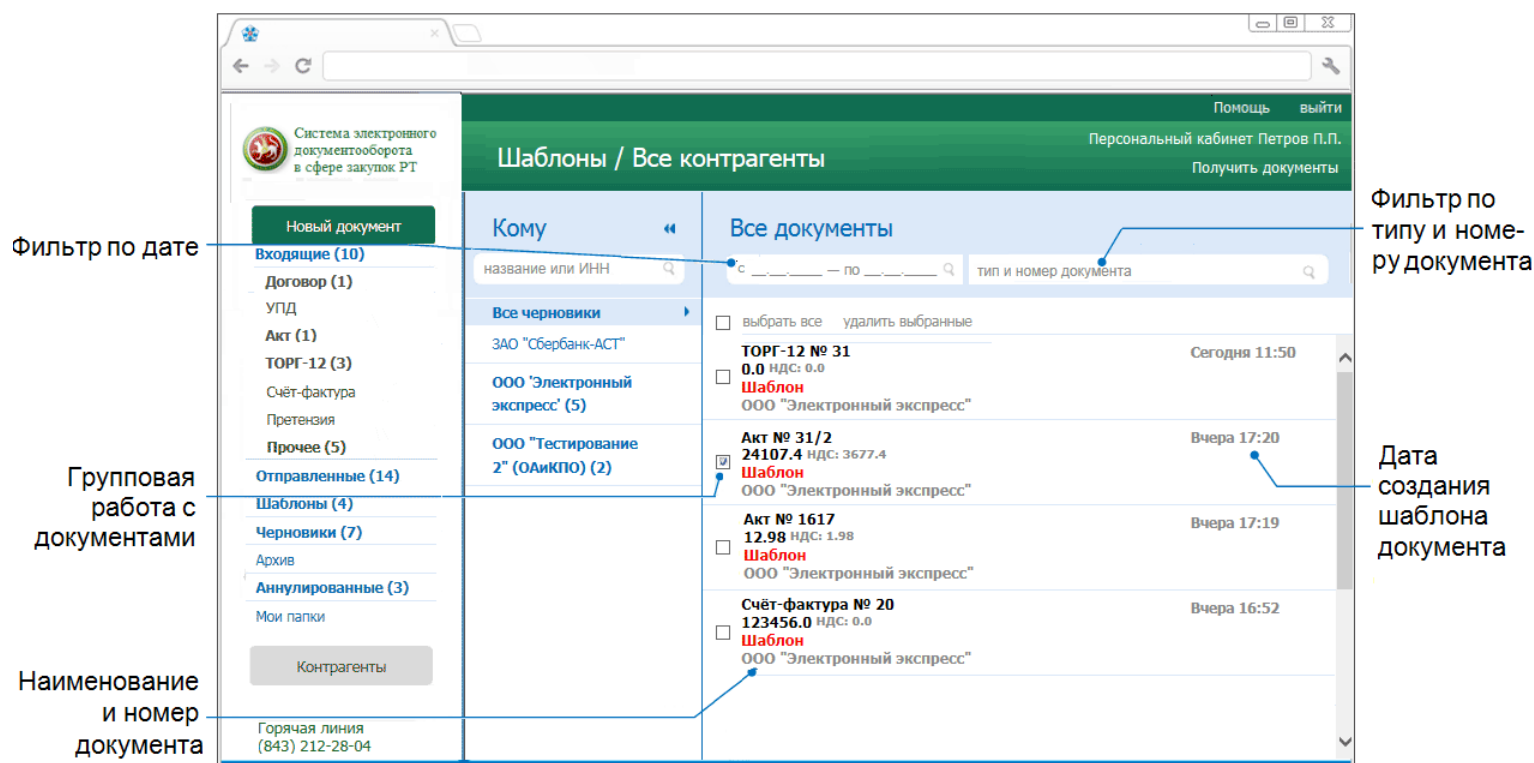 Помощь выйти
Система электронного
документооборота
в сфере закупок РТ
Шаблоны / Все контрагенты
Персональный кабинет Петров П.П.
Получить документы
Новый документ
Входящие (10)
Договор (1)
УПД
Акт (1)
ТОРГ-12 (3)
Счёт-фактура
Претензия
Прочее (5)
Отправленные (14)
Шаблоны (4)
Черновики (7)
Архив
Аннулированные (3)
Мои папки
Контрагенты
Горячая линия
(843) 212-28-04
Кому
название или ИНН
Все черновики
ЗАО "Сбербанк-АСТ"
ООО 'Электронный
экспресс' (5)
ООО "Тестирование
2" (ОАиКПО) (2)
Все документы
с __.__.____ — по __.__.____
тип и номер документа
выбрать все удалить выбранные
ТОРГ-12 № 31
Сегодня 11:50
0.0 НДС: 0.0
Шаблон
ООО "Электронный экспресс"
Акт № 31/2
Вчера 17:20
24107.4 НДС: 3677.4
Шаблон
ООО "Электронный экспресс"
Акт № 1617
Вчера 17:19
12.98 НДС: 1.98
Шаблон
ООО "Электронный экспресс"
Счёт-фактура № 20
Вчера 16:52
123456.0 НДС: 0.0
Шаблон
ООО "Электронный экспресс"
Фильтр по дате
Групповая
работа с
документами
Наименование
и номер
документа
Фильтр по
типу и номе-
ру документа
Дата
создания
шаблона
документа